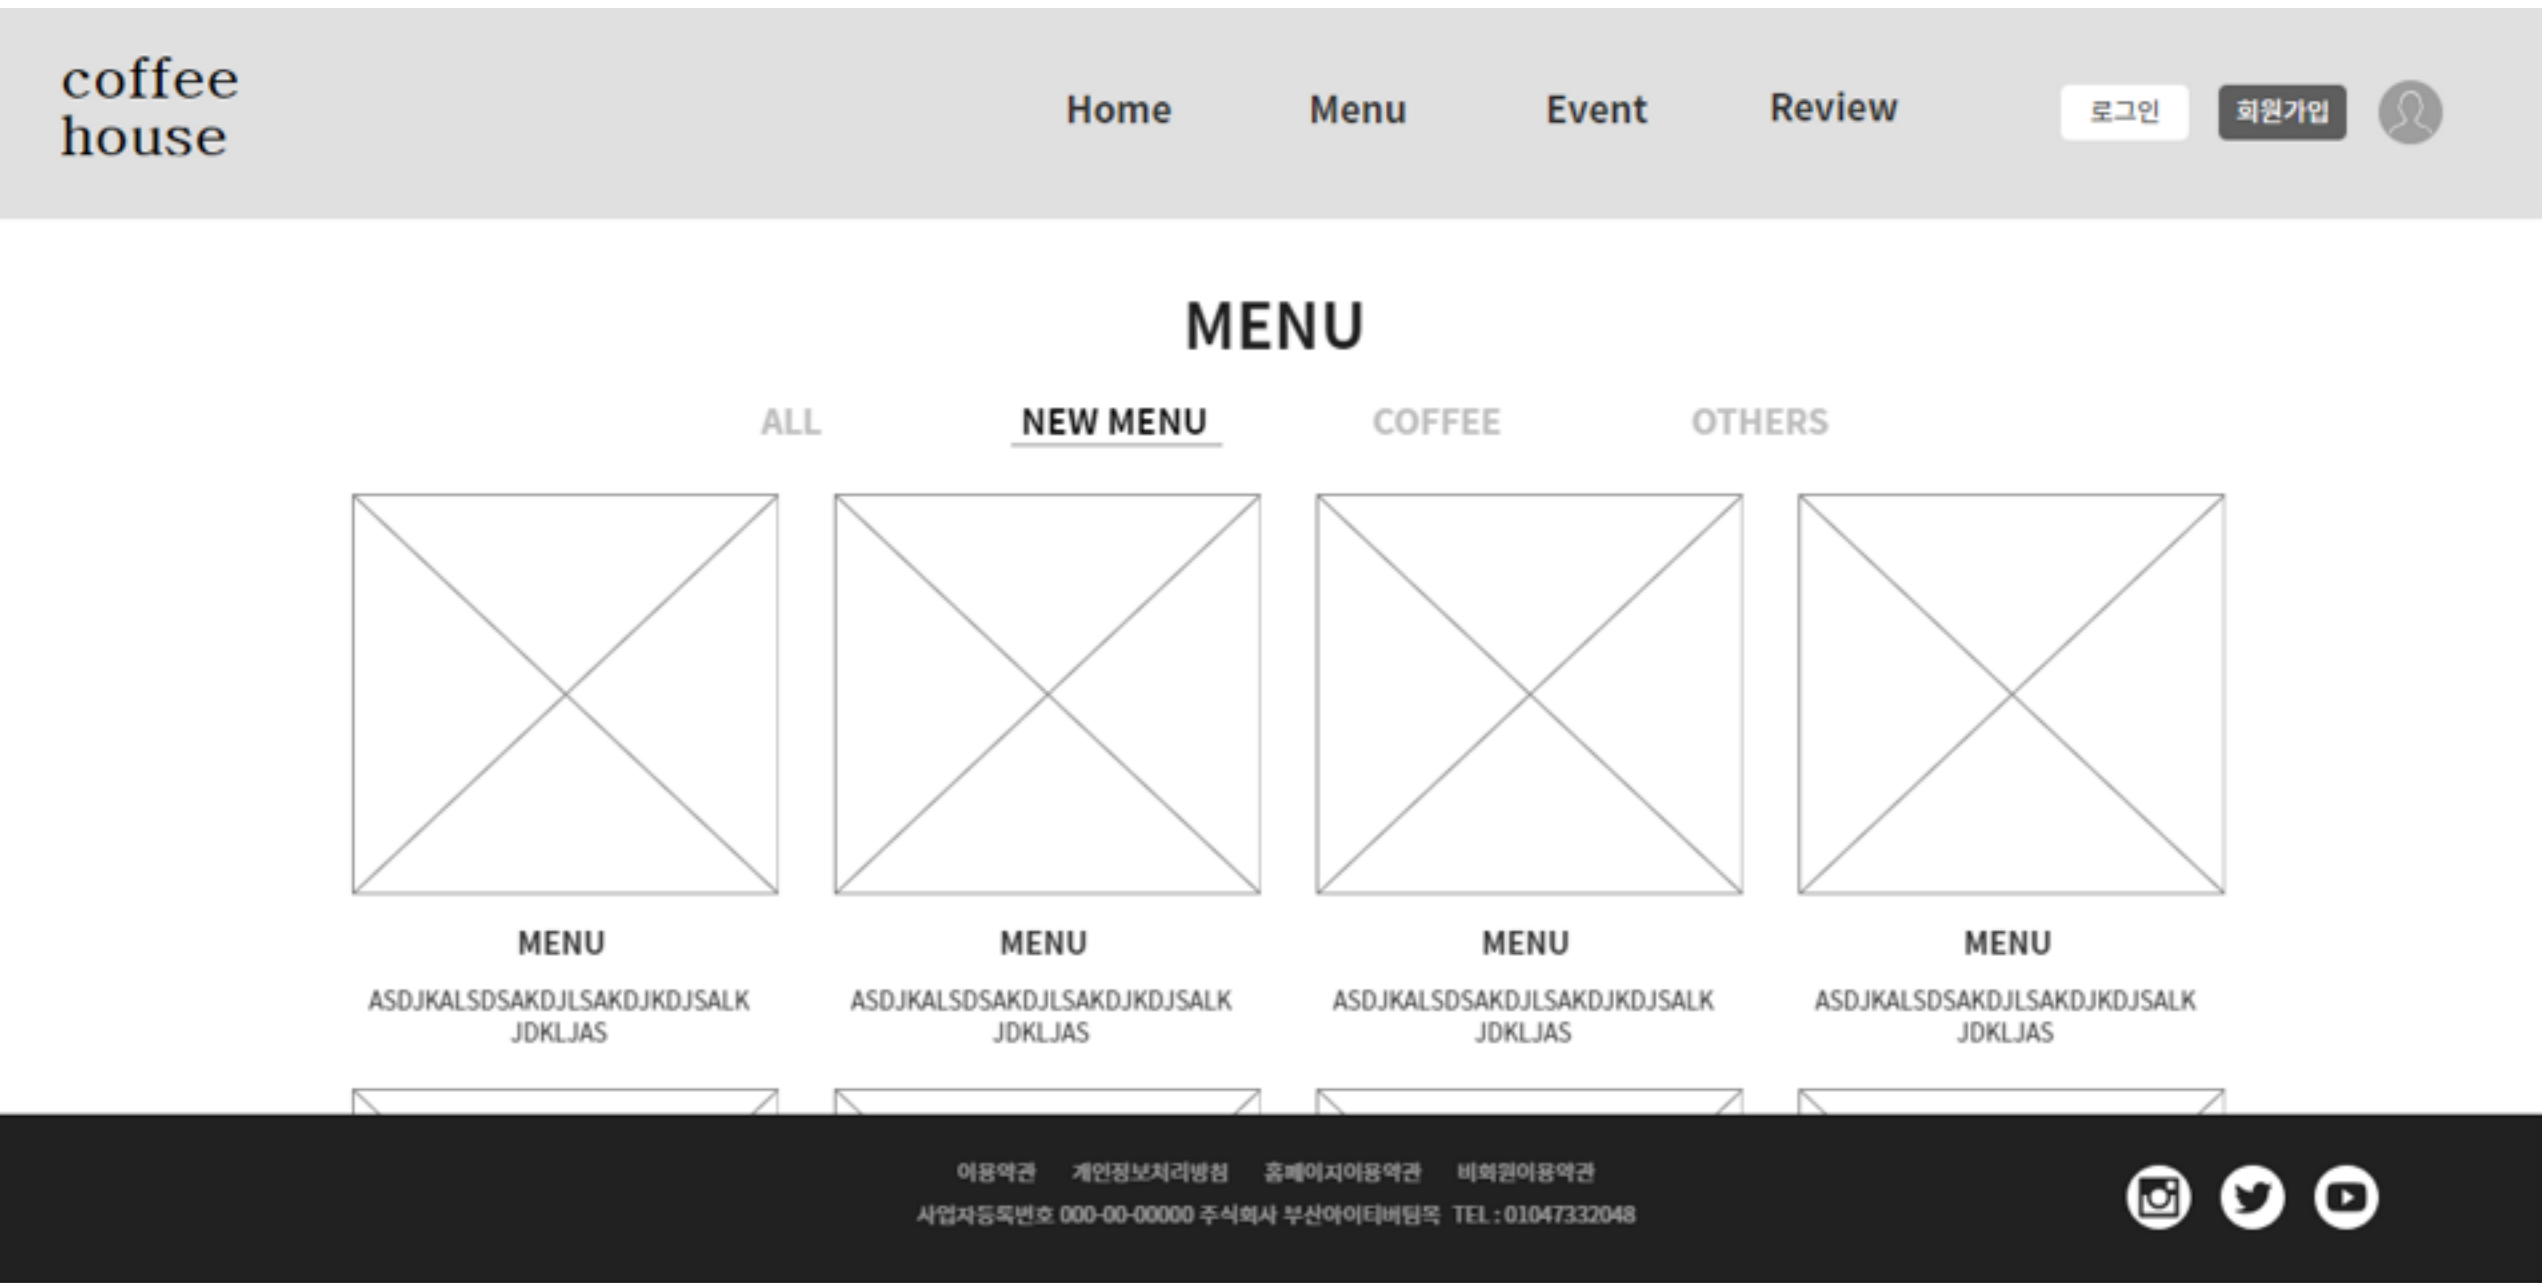 coffee
house
Home Menu Event Review 로그인 회원가입
MENU
ALL NEW MENU COFFEE OTHERS
MENU MENU MENU MENU
ASDJKALSDSAKDJLSAKDJKDJSALK ASDJKALSDSAKDJLSAKDJKDJSALK ASDJKALSDSAKDJLSAKDJKDJSALK ASDJKALSDSAKDJLSAKDJKDJSALK
JDKLJAS JDKLJAS JDKLJAS JDKLJAS
이용약관 개인정보처리방침 홈페이지이용약관 비회원이용약관
사업자등록번호 000-00-00000 주식회사 부산아이티버팀목 TEL : 01047332048